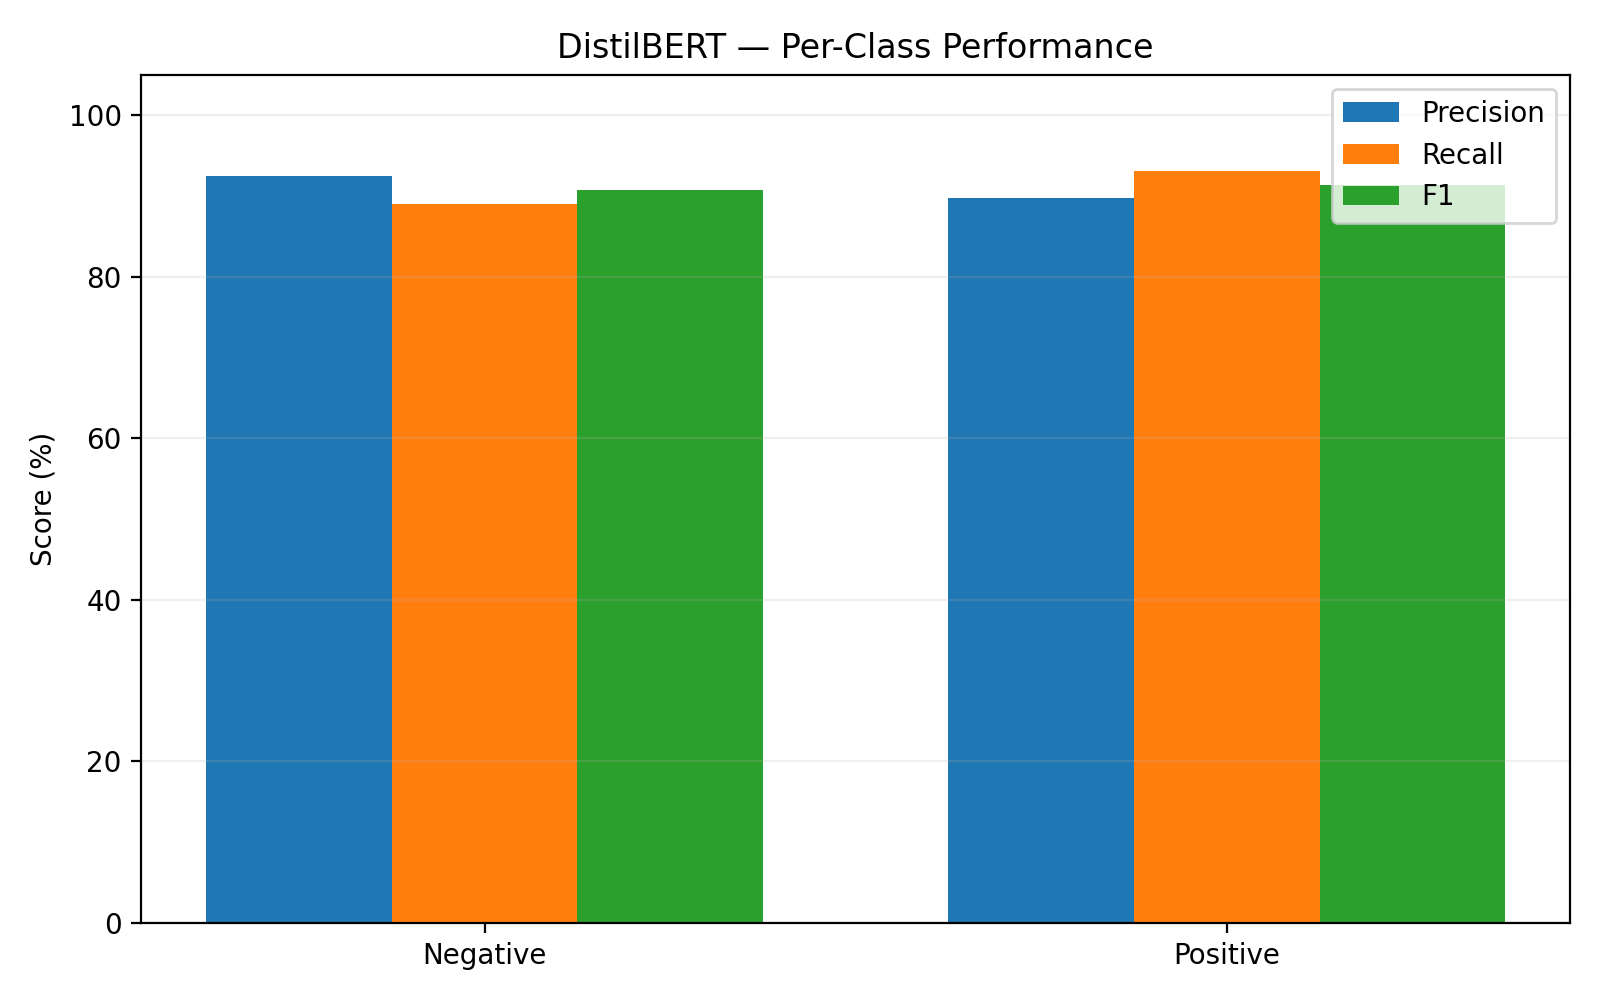 DistilBERT — Per-Class Performance
100
80
60
40
20
0
Score (%)
Precision
Recall
F1
Negative
Positive